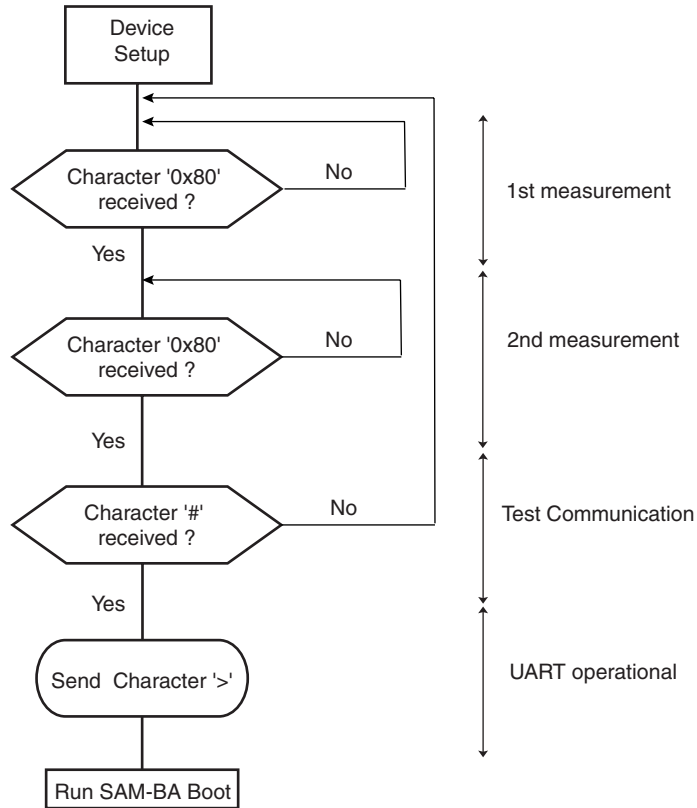 Device
Setup
Character '0x80'
received ?
No
1st measurement
Yes
Character '0x80'
received ?
No
2nd measurement
Yes
Character '#'
received ?
No
Test Communication
Yes
Send Character '>'
UART operational
Run SAM-BA Boot